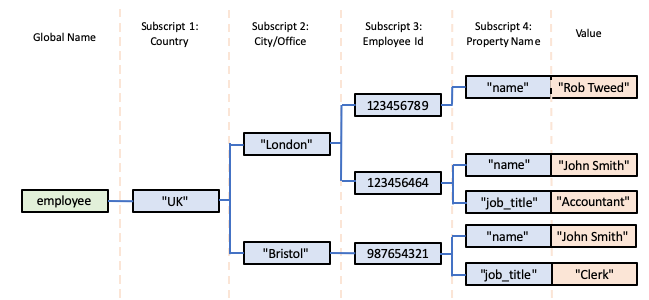 Global Name
Subscript 1:
Country
Subscript 2:
City/Office
Subscript 3:
Employee Id
Subscript 4:
Property Name
Value
"name" "Rob Tweed"
123456789
"London"
"name" "John Smith"
123456464
employee "UK" "job_title" "Accountant"
"name" "John Smith"
"Bristol" 987654321
"job_title" "Clerk"